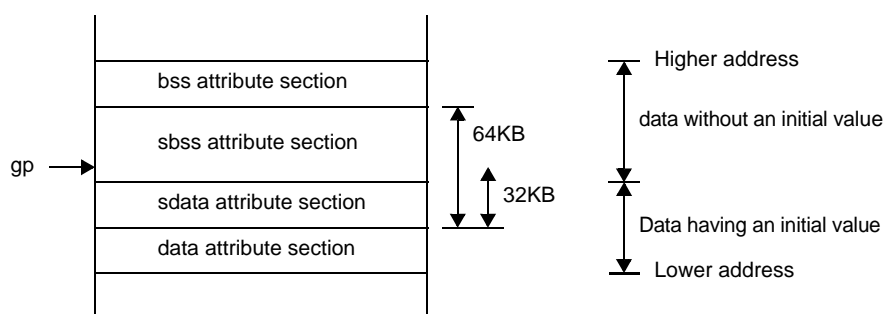 Higher address
bss attribute section
data without an initial value
64KB
sbss attribute section
gp
32KB
sdata attribute section
Data having an initial value
data attribute section
Lower address